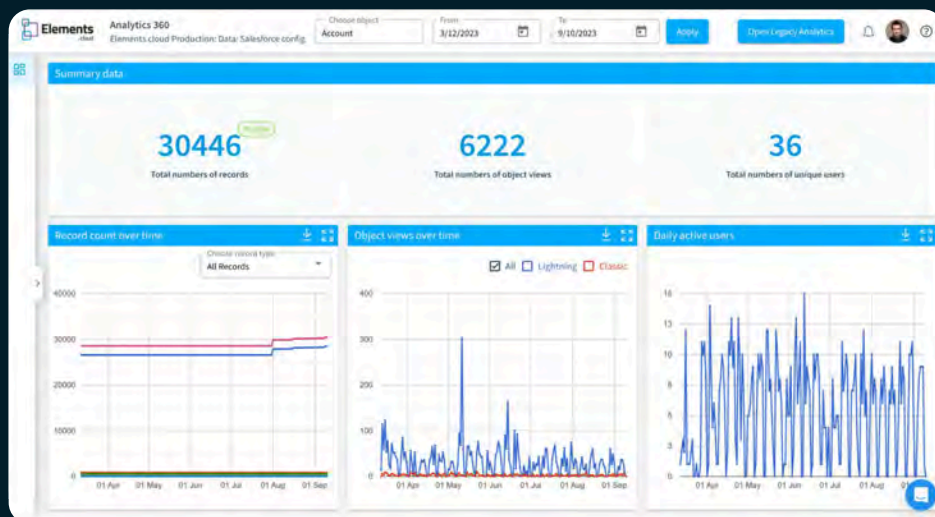 Elements
.cloud
Analytics 360
Elements.cloud Production: Data: Salesforce config.
Choose object
Account
From
3/12/2023
To
9/10/2023
Apply
Open Legacy Analytics
Summary data
30446
Total numbers of records
6222
Total numbers of object views
36
Total numbers of unique users
Record count over time
Choose record type
All Records
40000
30000
20000
10000
0
01 Apr 01 May 01 Jun 01 Jul 01 Aug 01 Sep
Object views over time
All Lightning Classic
400
300
200
100
0
01 Apr 01 May 01 Jun 01 Jul 01 Aug 01 Sep
Daily active users
16
13
10
8
5
3
0
01 Apr 01 May 01 Jun 01 Jul 01 Aug